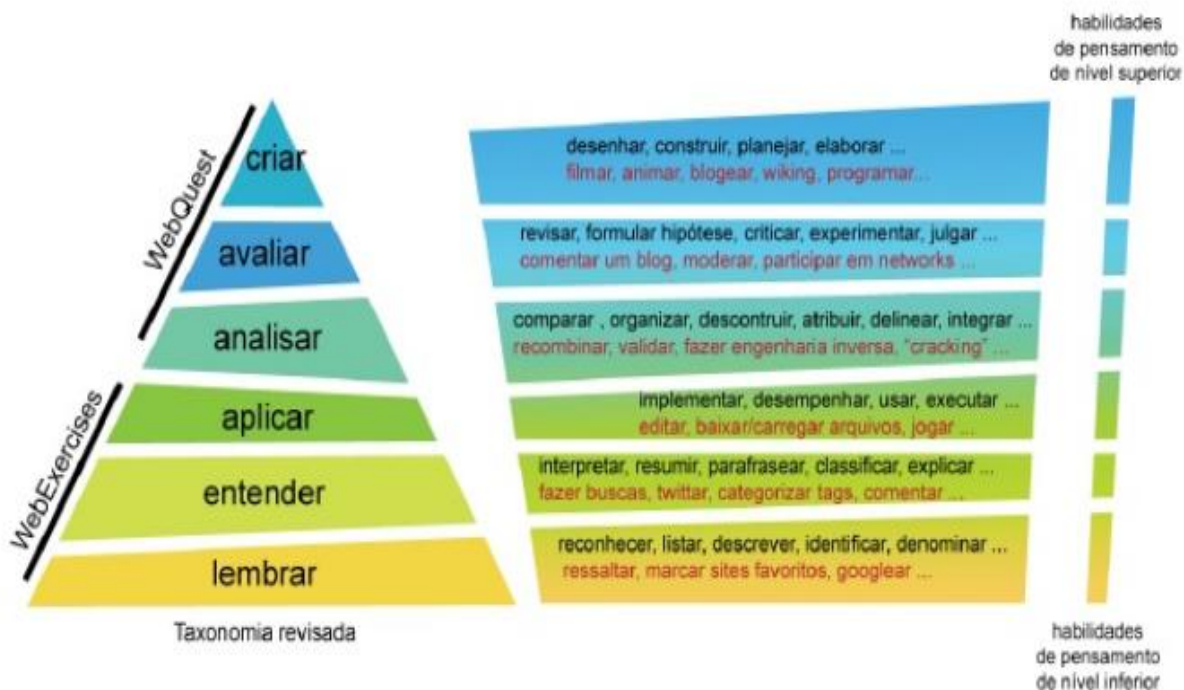 habilidades
de pensamento
de nível superior
WebQuest
criar
desenhar, construir, planejar, elaborar ...
filmar, animar, blogear, wiking, programar...
avaliar
revisar, formular hipótese, criticar, experimentar, julgar ...
comentar um blog, moderar, participar em networks ...
analisar
comparar , organizar, descontruir, atribuir, delinear, integrar ...
recombinar, validar, fazer engenharia inversa, "cracking" ...
WebExercises
aplicar
implementar, desempenhar, usar, executar ...
editar, baixar/carregar arquivos, jogar ...
entender
interpretar, resumir, parafrasear, classificar, explicar ...
fazer buscas, twittar, categorizar tags, comentar ...
lembrar
reconhecer, listar, descrever, identificar, denominar ...
ressaltar, marcar sites favoritos, googlear ...
Taxonomia revisada
habilidades
de pensamento
de nível inferior